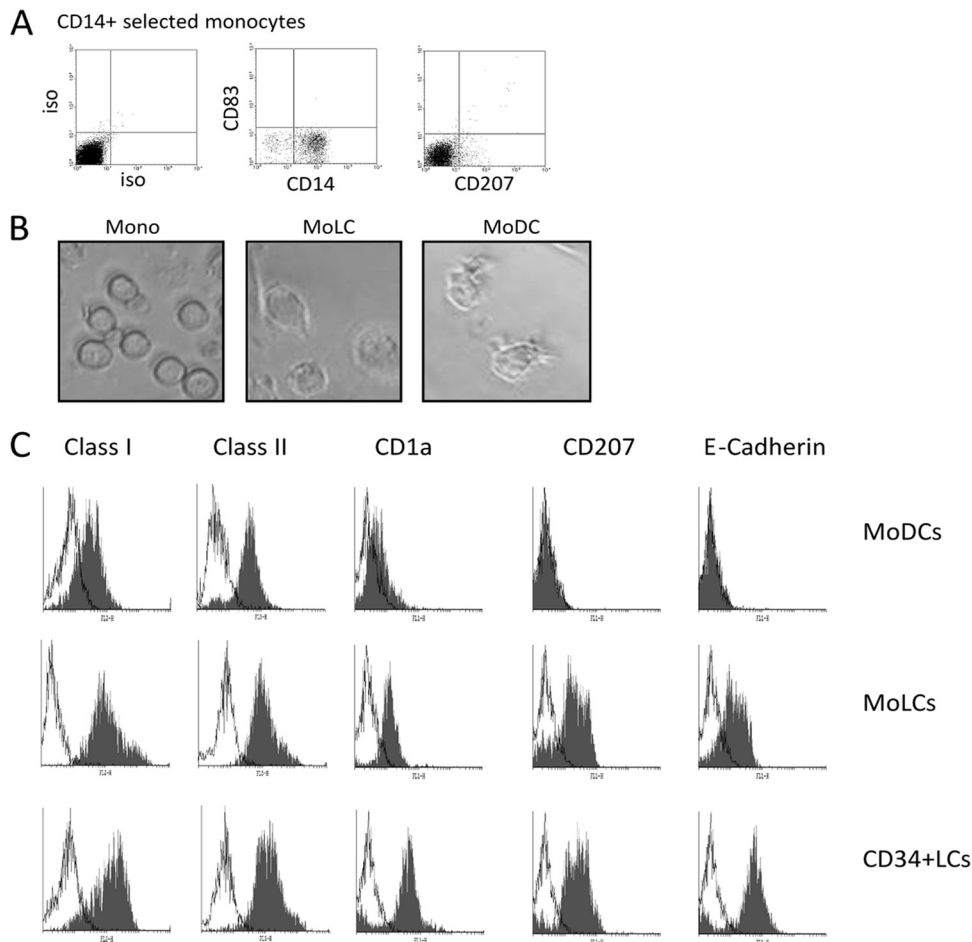 A CD14+ selected monocytes
iso
iso
CD83
CD14
CD207
B
Mono MoLC MoDC
C Class I Class II CD1a CD207 E-Cadherin
MoDCs
MoLCs
CD34+LCs